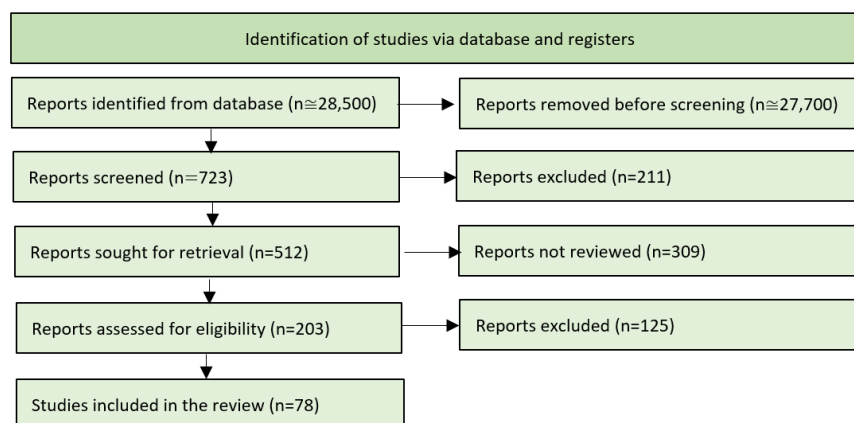 Identification of studies via database and registers
Reports identified from database (n≅28,500)
Reports removed before screening (n≅27,700)
Reports screened (n=723)
Reports excluded (n=211)
Reports sought for retrieval (n=512)
Reports not reviewed (n=309)
Reports assessed for eligibility (n=203)
Reports excluded (n=125)
Studies included in the review (n=78)